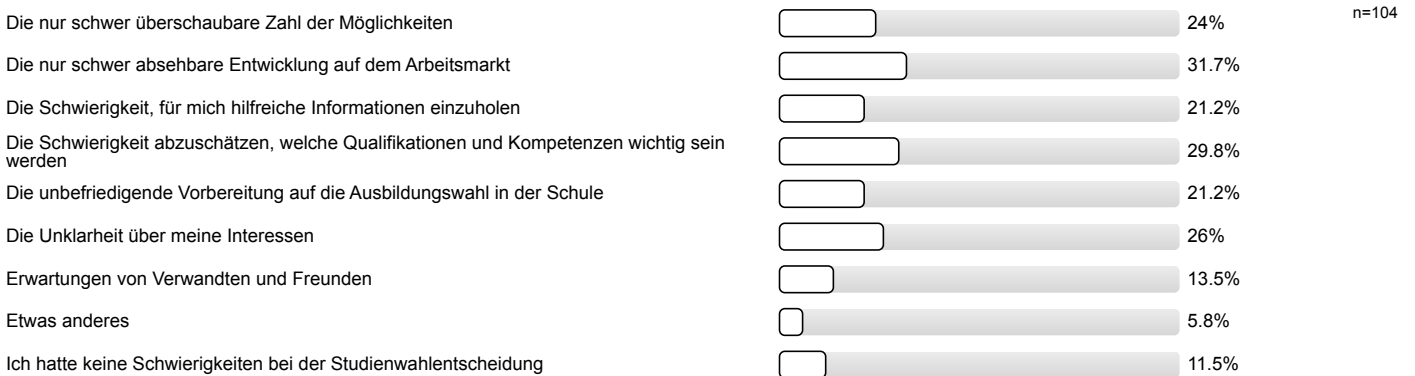 Die nur schwer überschaubare Zahl der Möglichkeiten 24% n=104
Die nur schwer absehbare Entwicklung auf dem Arbeitsmarkt 31.7%
Die Schwierigkeit, für mich hilfreiche Informationen einzuholen 21.2%
Die Schwierigkeit abzuschätzen, welche Qualifikationen und Kompetenzen wichtig sein
werden 29.8%
Die unbefriedigende Vorbereitung auf die Ausbildungswahl in der Schule 21.2%
Die Unklarheit über meine Interessen 26%
Erwartungen von Verwandten und Freunden 13.5%
Etwas anderes 5.8%
Ich hatte keine Schwierigkeiten bei der Studienwahlentscheidung 11.5%